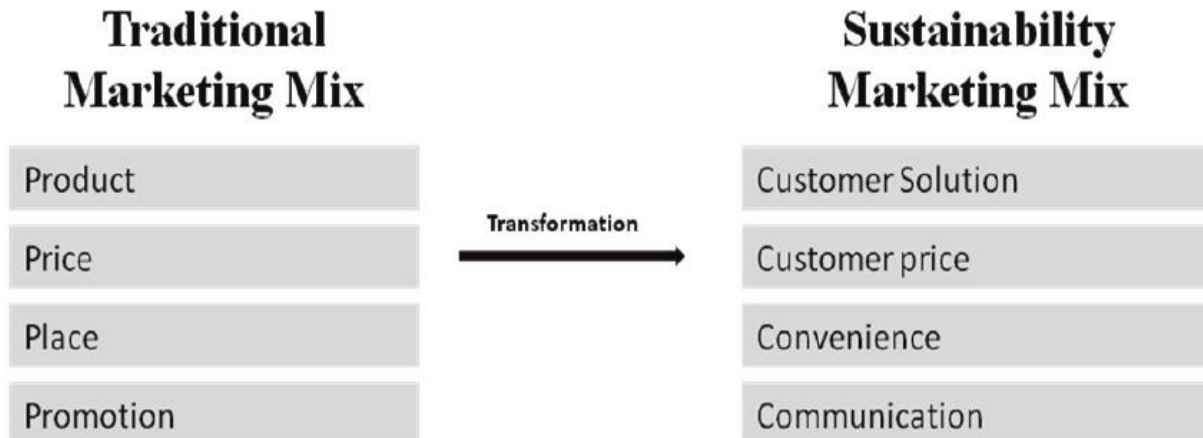 Traditional
Marketing Mix
Product
Price
Place
Promotion
Transformation
Sustainability
Marketing Mix
Customer Solution
Customer price
Convenience
Communication